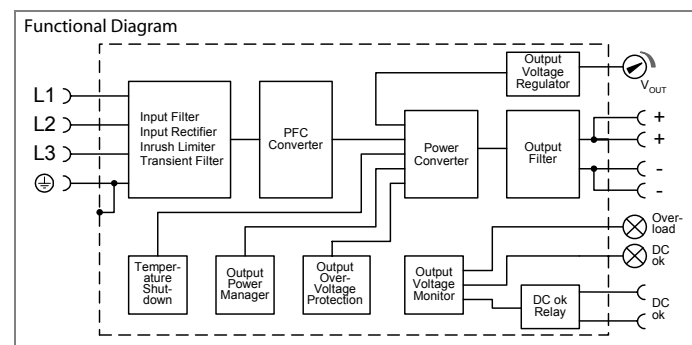 Functional Diagram
Output
Voltage
Regulator
VOUT
L1
L2
L3
Input Filter
Input Rectifier
Inrush Limiter
Transient Filter
PFC
Converter
Power
Converter
Output
Filter
+
+
-
-
Over-
load
DC
ok
Temper-
ature
Shut-
down
Output
Power
Manager
Output
Over-
Voltage
Protection
Output
Voltage
Monitor
DC ok
Relay
DC
ok